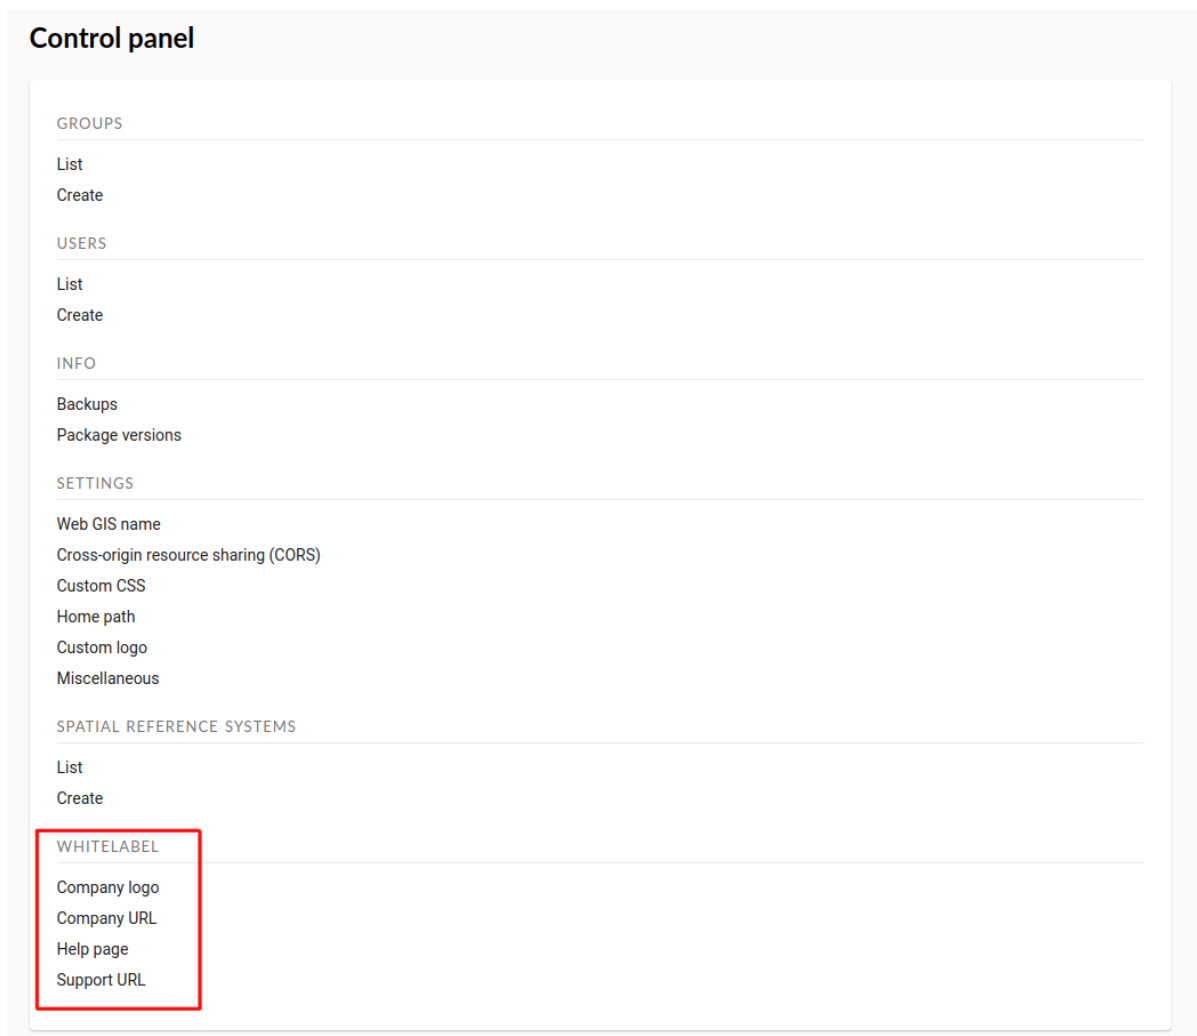 Control panel
GROUPS
List
Create
USERS
List
Create
INFO
Backups
Package versions
SETTINGS
Web GIS name
Cross-origin resource sharing (CORS)
Custom CSS
Home path
Custom logo
Miscellaneous
SPATIAL REFERENCE SYSTEMS
List
Create
WHITELABEL
Company logo
Company URL
Help page
Support URL